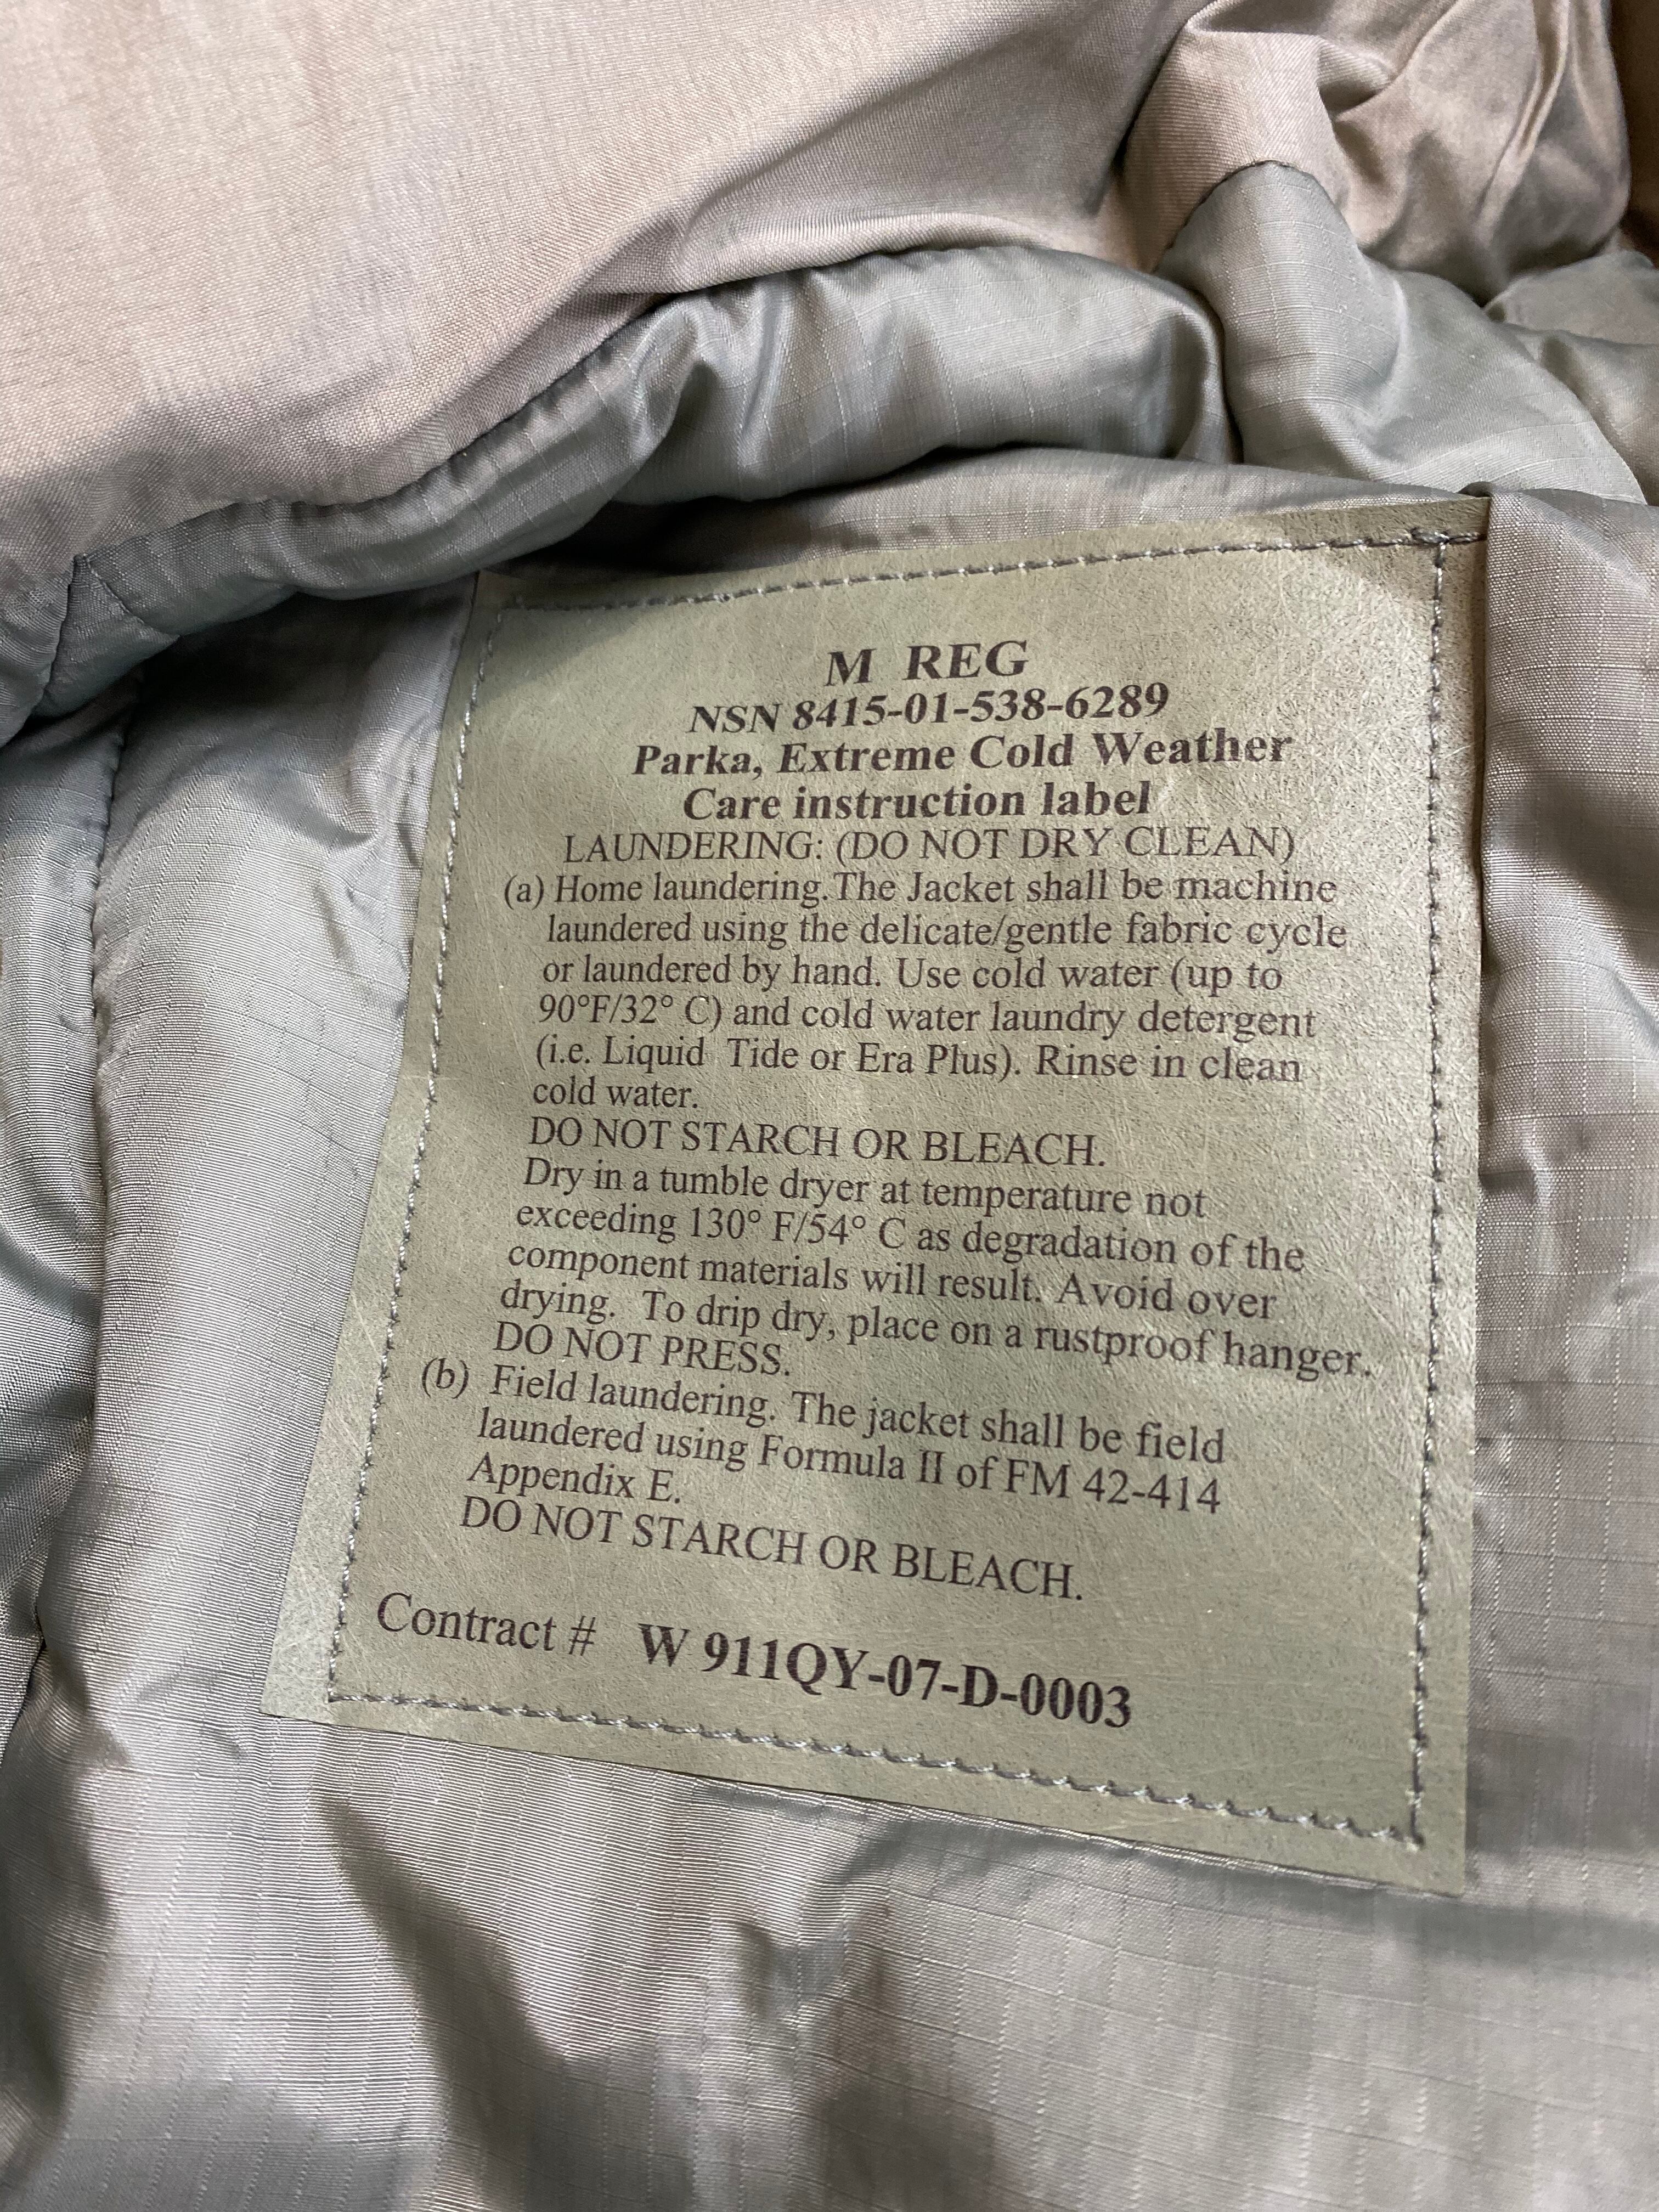 M REG
NSN 8415-01-538-6289
Parka, Extreme Cold Weather
Care instruction label
LAUNDERING: (DO NOT DRY CLEAN)
(a) Home laundering.The Jacket shall be machine
laundered using the delicate/gentle fabric cycle
or laundered by hand. Use cold water (up to
90°F/32° C) and cold water laundry detergent
(i.e. Liquid Tide or Era Plus). Rinse in clean
cold water.
DO NOT STARCH OR BLEACH.
Dry in a tumble dryer at temperature not
exceeding 130° F/54° C as degradation of the
component materials will result. Avoid over
drying. To drip dry, place on a rustproof hanger.
DO NOT PRESS.
(b) Field laundering. The jacket shall be field
laundered using Formula II of FM 42-414
Appendix E.
DO NOT STARCH OR BLEACH.
Contract # W 911QY-07-D-0003